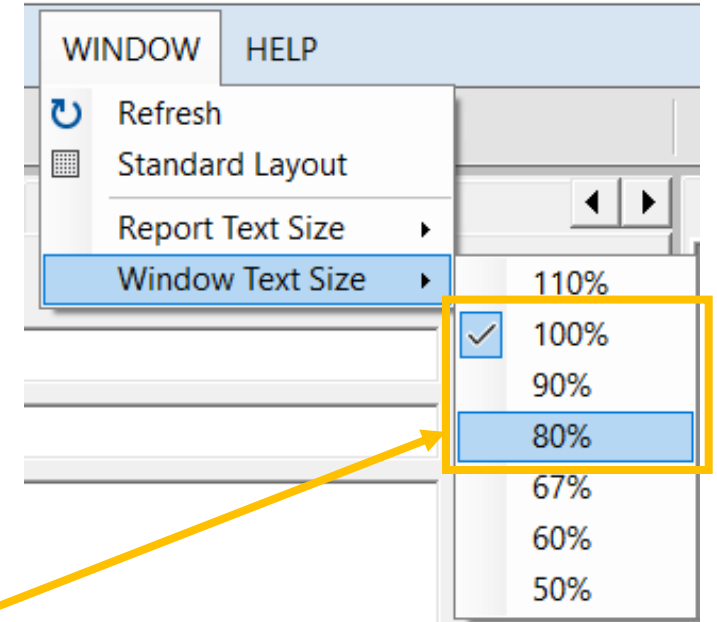 WINDOW HELP
Refresh
Standard Layout
Report Text Size
Window Text Size
110%
100%
90%
80%
67%
60%
50%